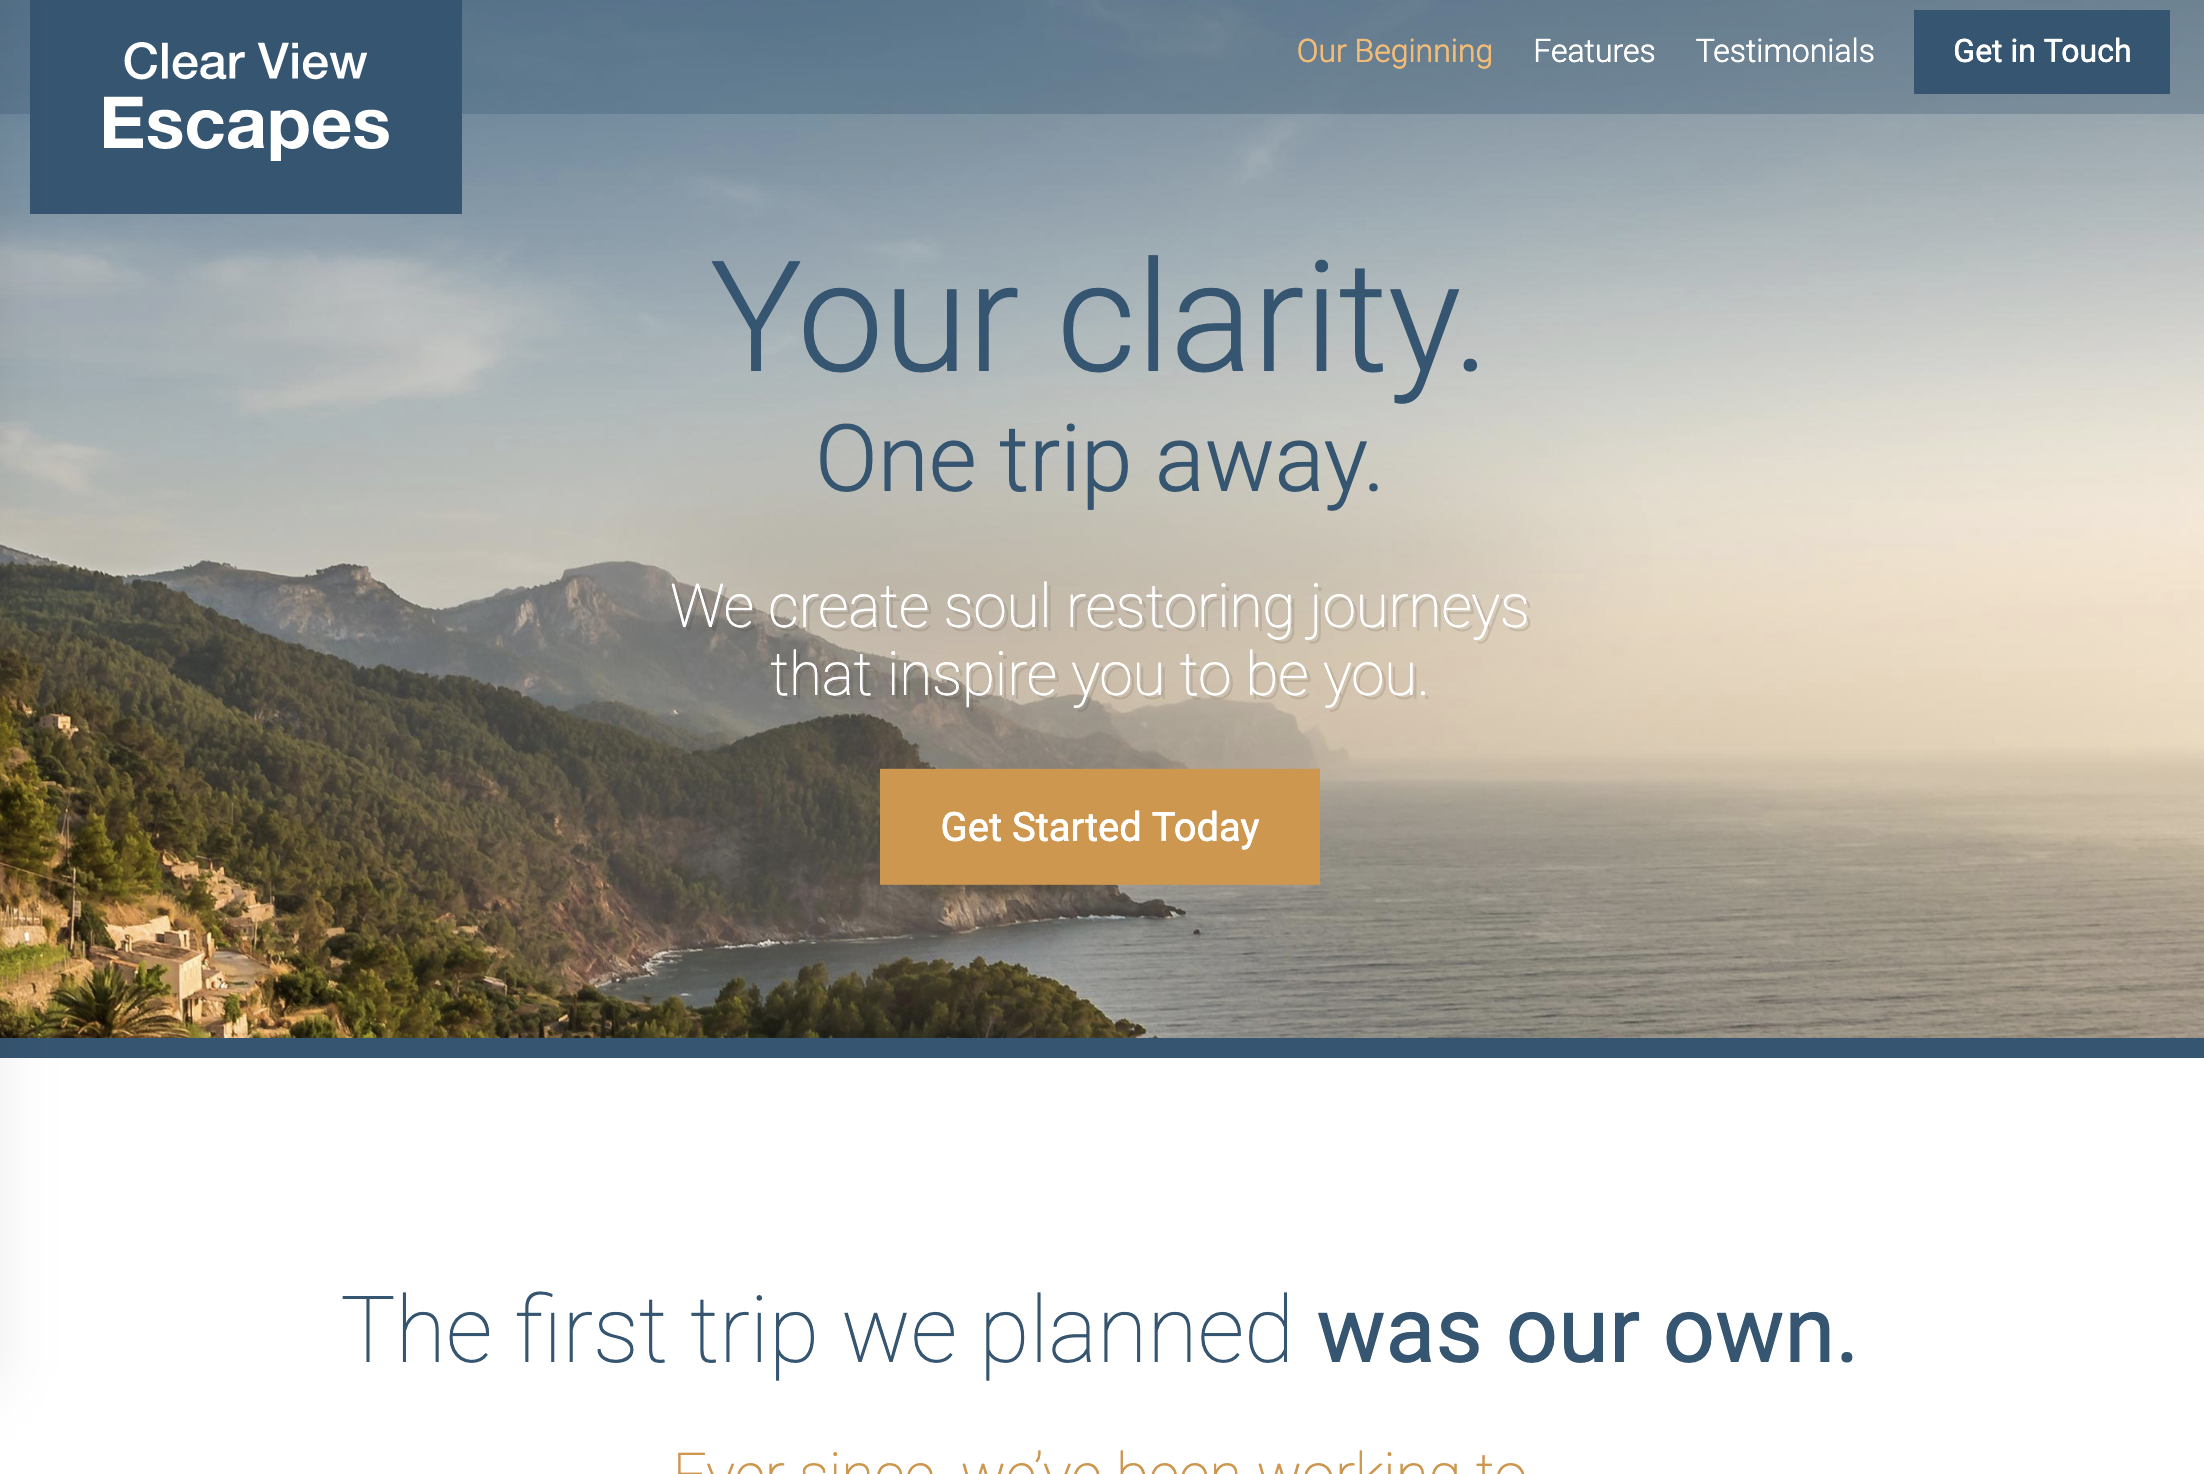 Clear View
Escapes
Our Beginning
Features
Testimonials
Get in Touch
Your clarity.
One trip away.
We create soul restoring journeys
that inspire you to be you.
Get Started Today
The first trip we planned was our own.
Ever since, we’ve been working to